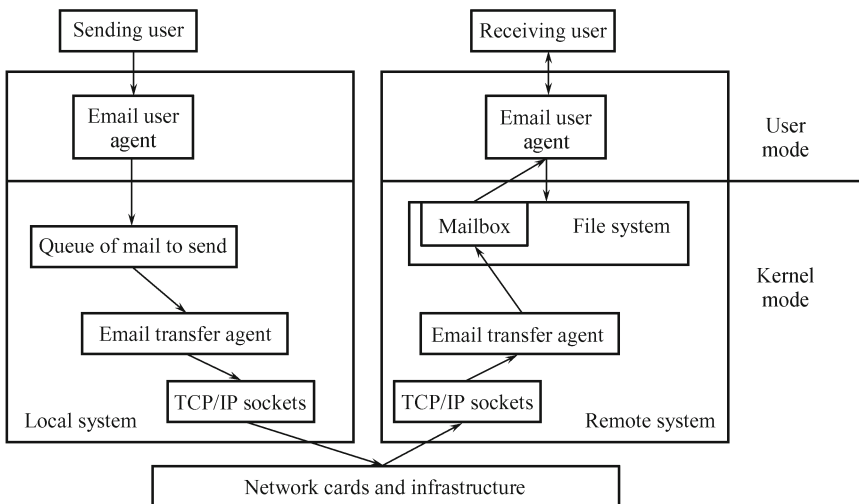 Sending user
Receiving user
Email user
agent
Email user
agent
User
mode
Queue of mail to send
Mailbox
File system
Kernel
mode
Email transfer agent
Email transfer agent
TCP/IP sockets
TCP/IP sockets
Local system
Remote system
Network cards and infrastructure